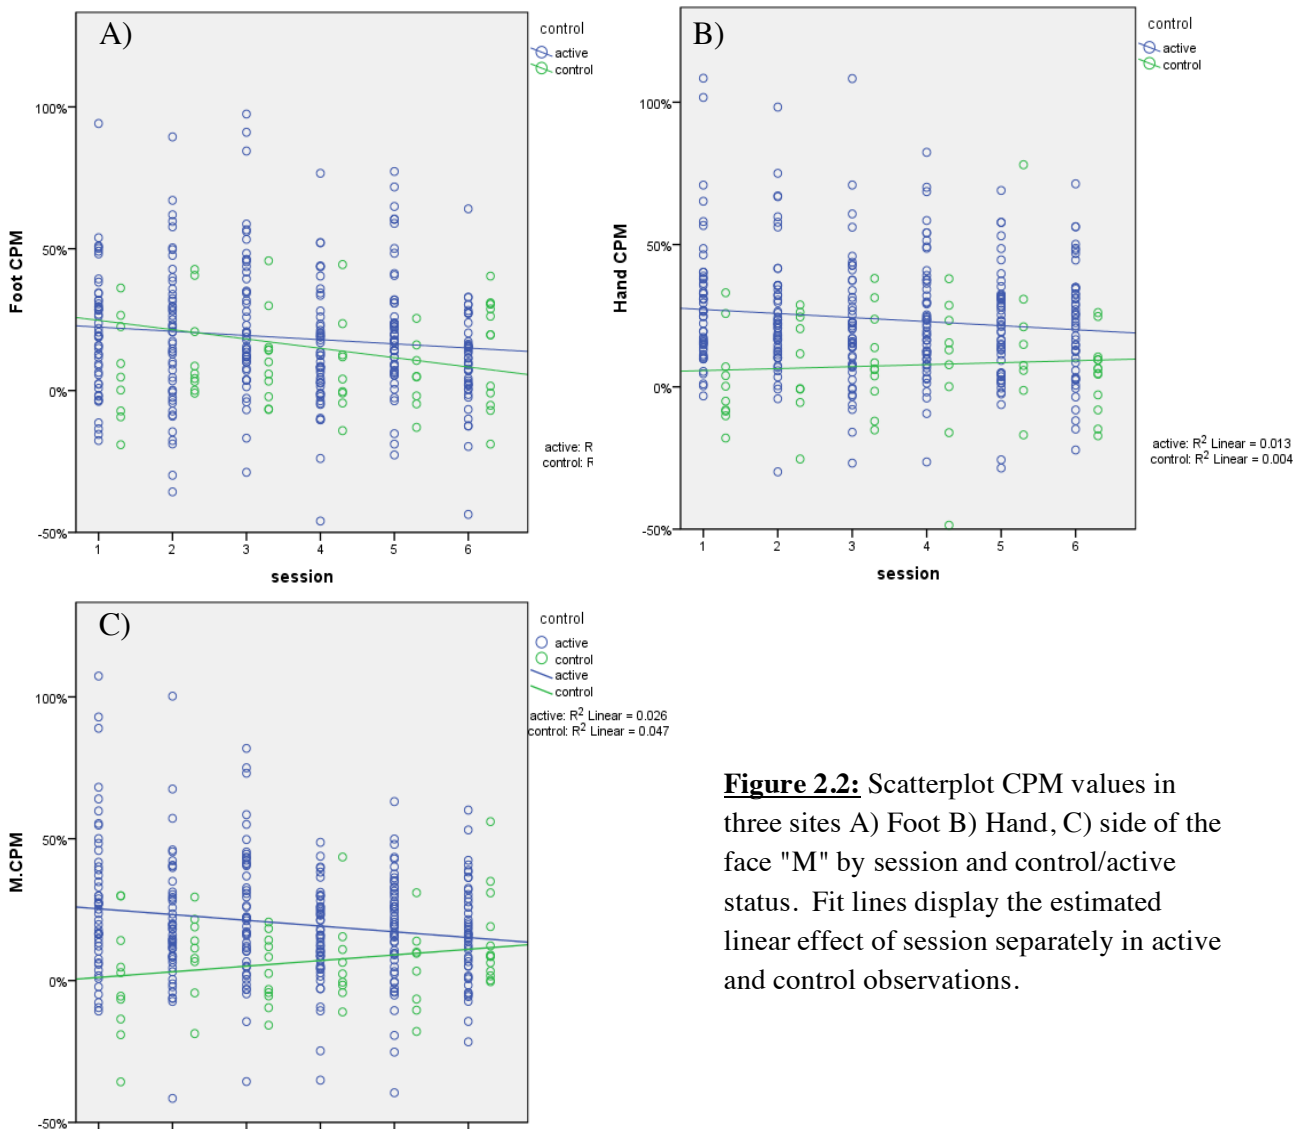 A)
control
active
control
100%
50%
0%
-50%
Foot CPM
1 2 3 4 5 6
session
active: R
control: R
B)
control
active
control
100%
50%
0%
-50%
Hand CPM
1 2 3 4 5 6
session
active: R² Linear = 0.013
control: R² Linear = 0.004
C)
control
active
control
active
control
active: R² Linear = 0.026
control: R² Linear = 0.047
100%
50%
0%
-50%
M.CPM
Figure 2.2: Scatterplot CPM values in
three sites A) Foot B) Hand, C) side of the
face "M" by session and control/active
status. Fit lines display the estimated
linear effect of session separately in active
and control observations.